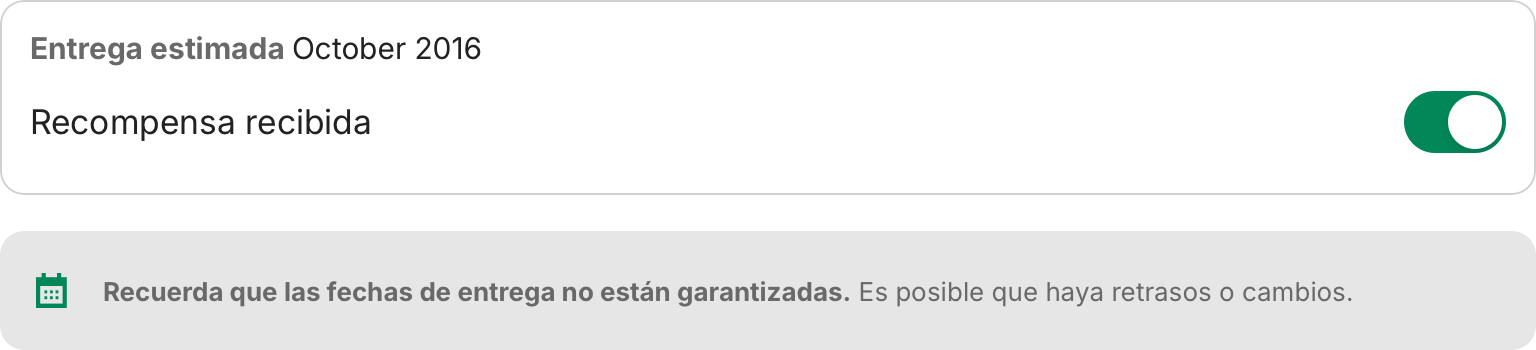 Entrega estimada October 2016
Recompensa recibida
Recuerda que las fechas de entrega no están garantizadas. Es posible que haya retrasos o cambios.